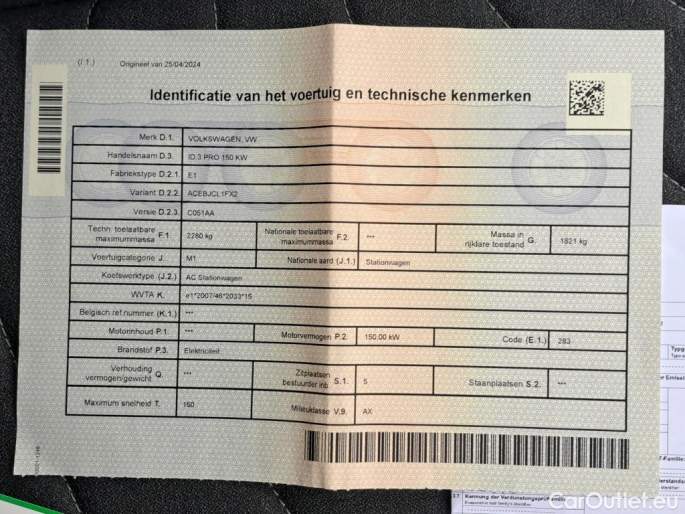 (I.1.) Origineel van 25/04/2024
Identificatie van het voertuig en technische kenmerken
Merk D.1. VOLKSWAGEN, VW
Handelsnaam D.3. ID.3 PRO 150 KW
Fabriekstype D.2.1. E1
Variant D.2.2. ACEBJCL1FX2
Versie D.2.3. C051AA
Techn. toelaatbare maximummassa F.1. 2280 kg Nationale toelaatbare maximummassa F.2. *** Massa in rijklare toestand G. 1821 kg
Voertuigcategorie J. M1 Nationale aard (J.1.) Stationwagen
Koetswerktype (J.2.) AC Stationwagen
WVTA K. e1*2007/46*2033*15
Belgisch ref nummer (K.1.) ***
Motorinhoud P.1. *** Motorvermogen P.2. 150,00 kW Code (E.1.) 283
Brandstof P.3. Elektriciteit
Verhouding vermogen/gewicht Q. *** Zitplaatsen bestuurder inb. S.1. 5 Staanplaatsen S.2. ***
Maximum snelheid T. 160 Milieuklasse V.9. AX
CarOutlet.eu